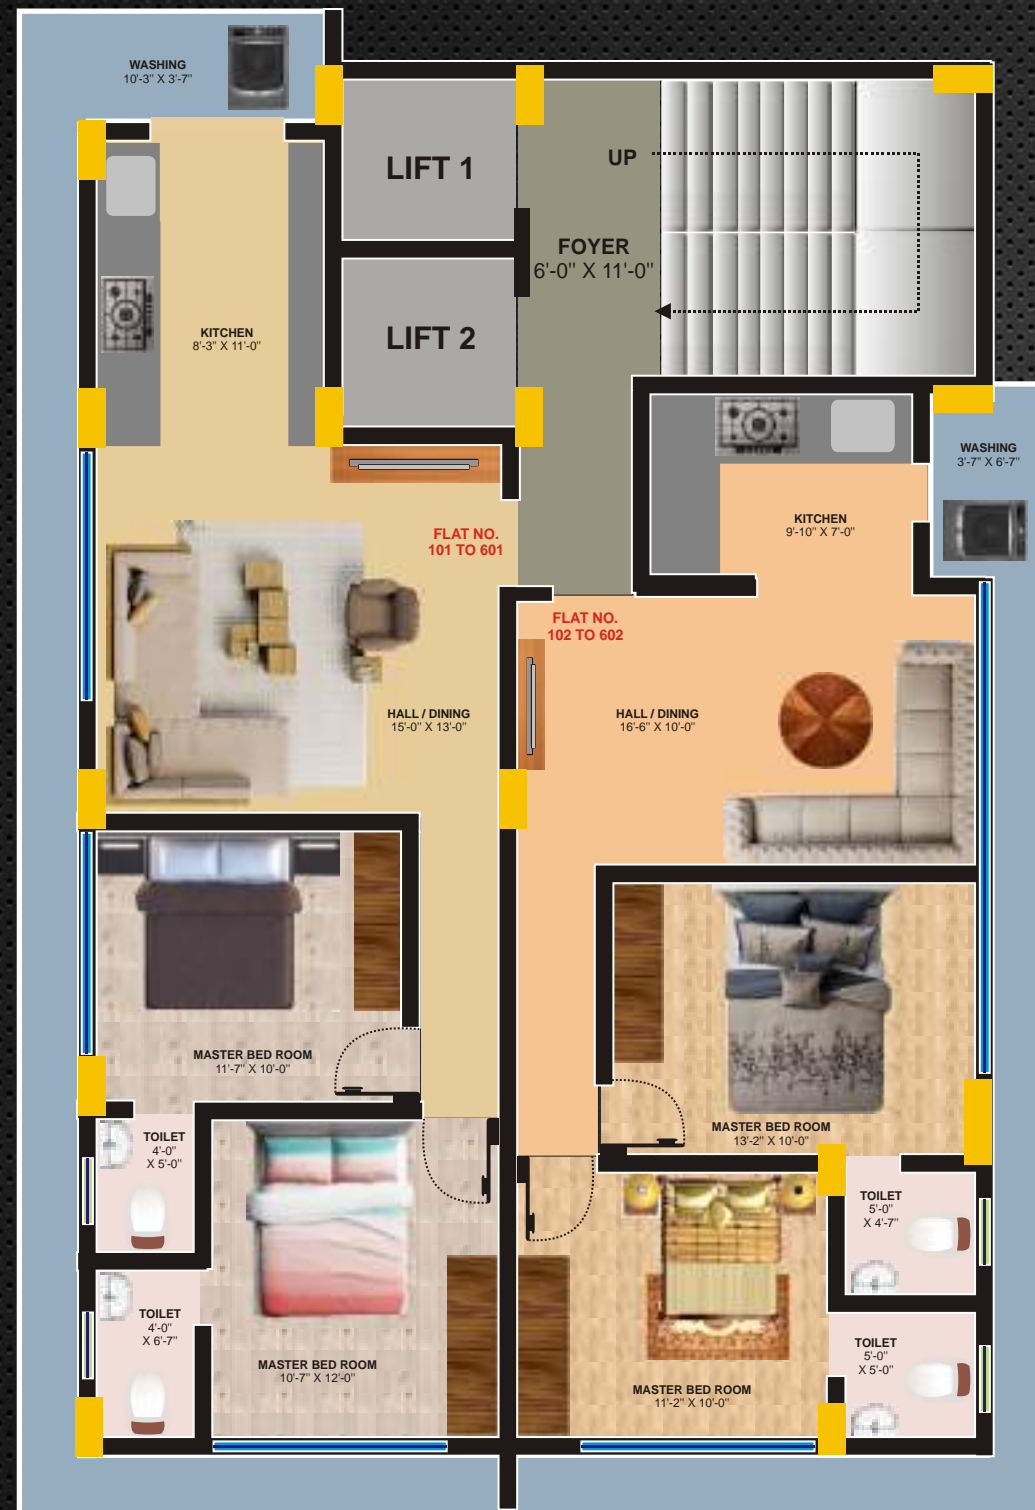 WASHING
10'-3" X 3'-7"
LIFT 1
UP
FOYER
6'-0" X 11'-0"
LIFT 2
KITCHEN
8'-3" X 11'-0"
WASHING
3'-7" X 6'-7"
KITCHEN
9'-10" X 7'-0"
FLAT NO.
101 TO 601
FLAT NO.
102 TO 602
HALL / DINING
15'-0" X 13'-0"
HALL / DINING
16'-6" X 10'-0"
MASTER BED ROOM
11'-7" X 10'-0"
MASTER BED ROOM
13'-2" X 10'-0"
TOILET
4'-0"
X 5'-0"
TOILET
5'-0"
X 4'-7"
TOILET
4'-0"
X 6'-7"
MASTER BED ROOM
10'-7" X 12'-0"
MASTER BED ROOM
11'-2" X 10'-0"
TOILET
5'-0"
X 5'-0"